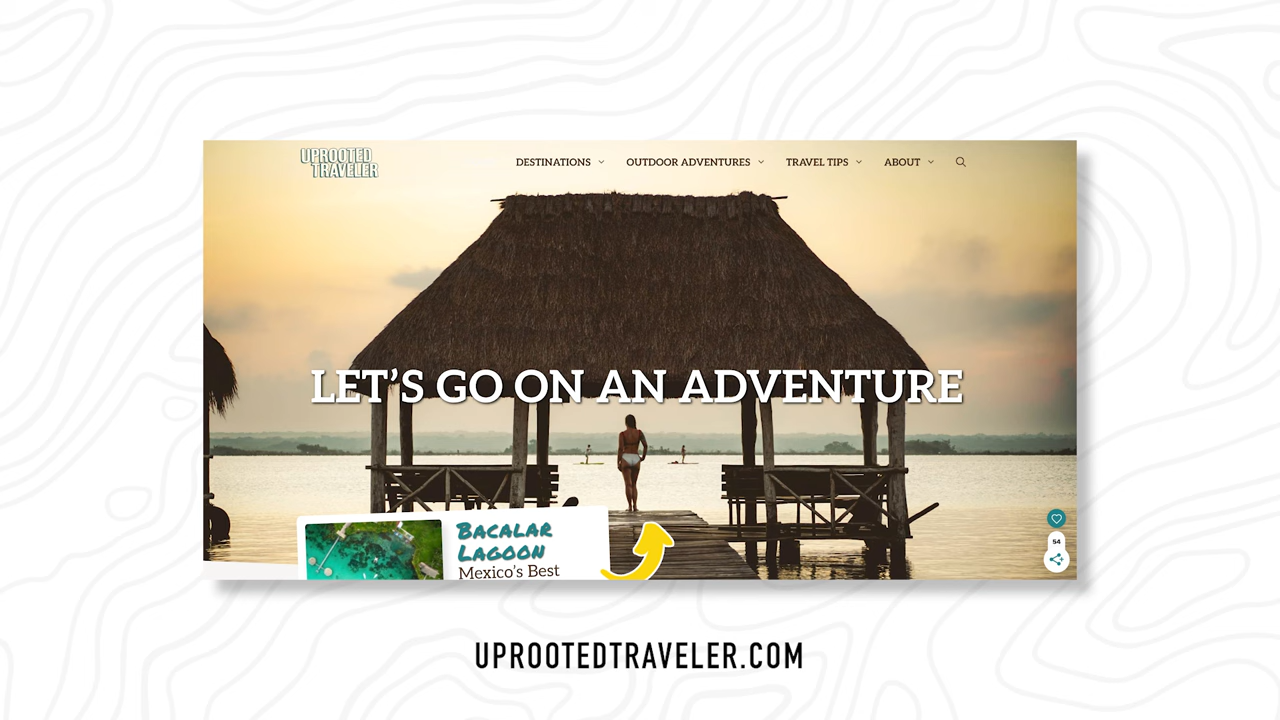 UPROOTED
TRAVELER
DESTINATIONS OUTDOOR ADVENTURES TRAVEL TIPS ABOUT
LET'S GO ON AN ADVENTURE
BACALAR
LAGOON
Mexico's Best
54
UPROOTEDTRAVELER.COM